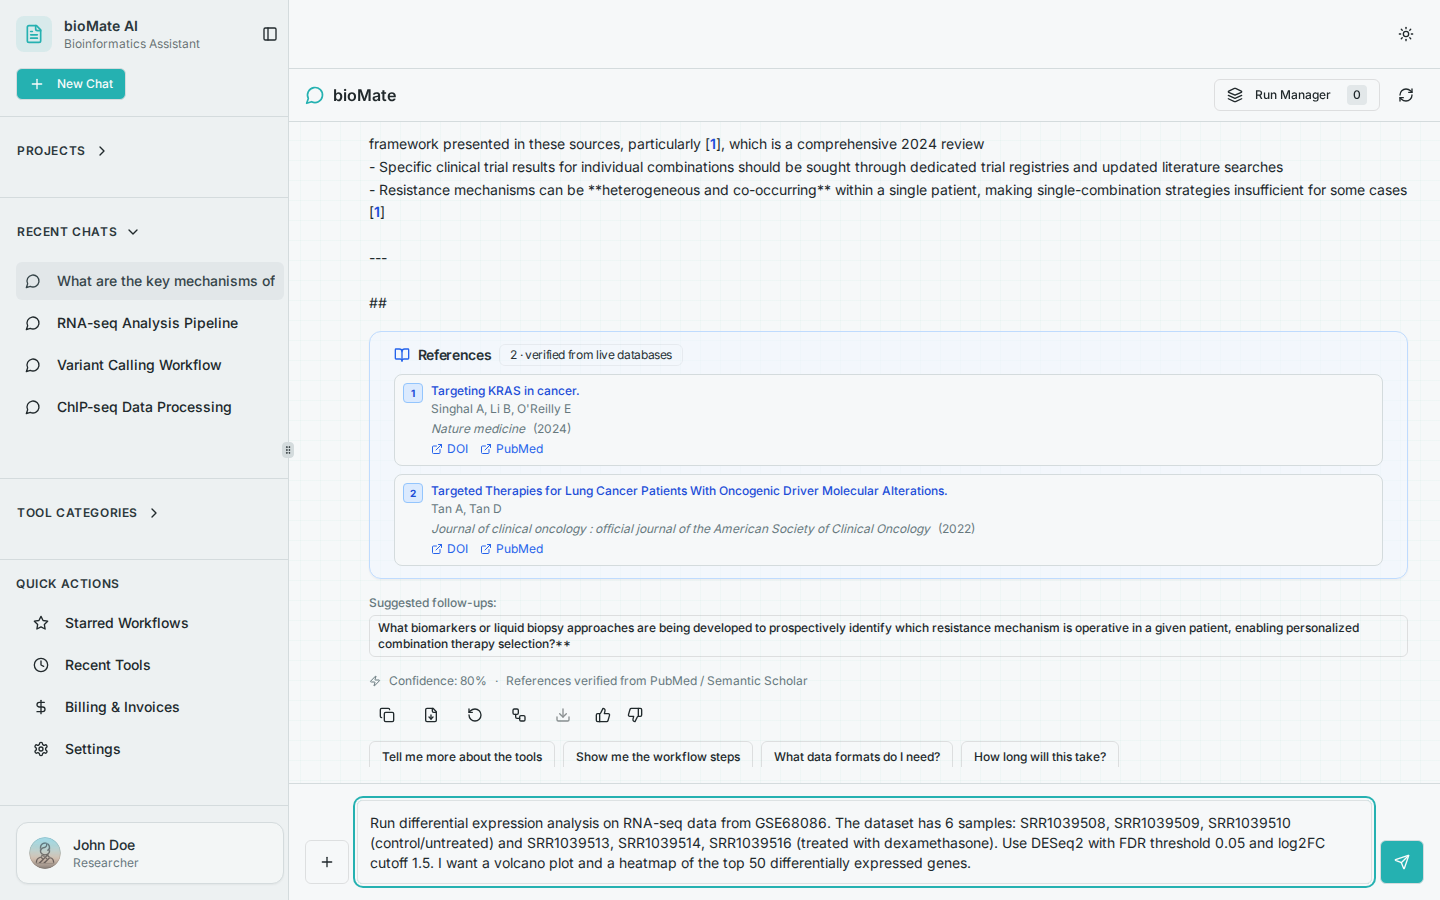 bioMate AI
Bioinformatics Assistant
New Chat
PROJECTS
RECENT CHATS
What are the key mechanisms of
RNA-seq Analysis Pipeline
Variant Calling Workflow
ChIP-seq Data Processing
TOOL CATEGORIES
QUICK ACTIONS
Starred Workflows
Recent Tools
Billing & Invoices
Settings
John Doe
Researcher
bioMate
Run Manager 0
framework presented in these sources, particularly [1], which is a comprehensive 2024 review
- Specific clinical trial results for individual combinations should be sought through dedicated trial registries and updated literature searches
- Resistance mechanisms can be **heterogeneous and co-occurring** within a single patient, making single-combination strategies insufficient for some cases
[1]
---
##
References 2 · verified from live databases
1 Targeting KRAS in cancer.
Singhal A, Li B, O'Reilly E
Nature medicine (2024)
DOI PubMed
2 Targeted Therapies for Lung Cancer Patients With Oncogenic Driver Molecular Alterations.
Tan A, Tan D
Journal of clinical oncology : official journal of the American Society of Clinical Oncology (2022)
DOI PubMed
Suggested follow-ups:
What biomarkers or liquid biopsy approaches are being developed to prospectively identify which resistance mechanism is operative in a given patient, enabling personalized
combination therapy selection?**
Confidence: 80% · References verified from PubMed / Semantic Scholar
Tell me more about the tools
Show me the workflow steps
What data formats do I need?
How long will this take?
Run differential expression analysis on RNA-seq data from GSE68086. The dataset has 6 samples: SRR1039508, SRR1039509, SRR1039510
(control/untreated) and SRR1039513, SRR1039514, SRR1039516 (treated with dexamethasone). Use DESeq2 with FDR threshold 0.05 and log2FC
cutoff 1.5. I want a volcano plot and a heatmap of the top 50 differentially expressed genes.